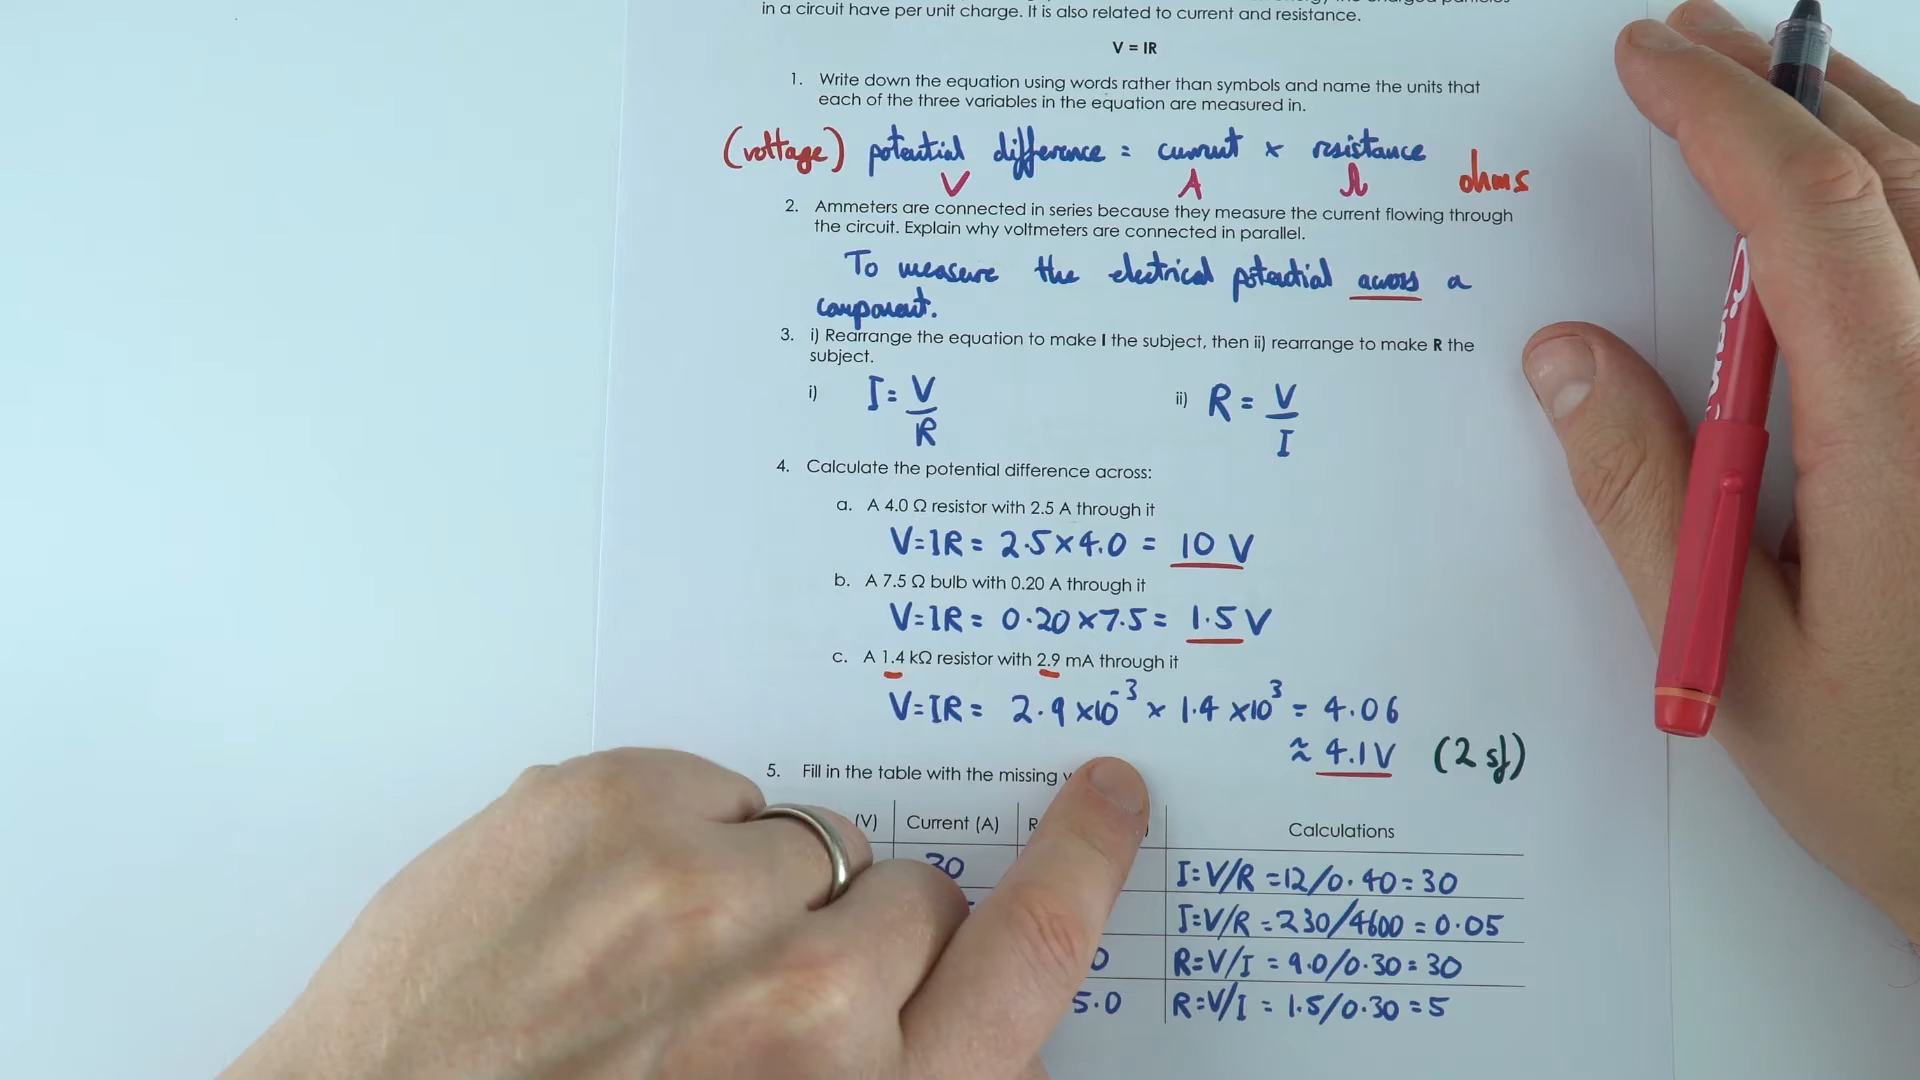 in a circuit have per unit charge. It is also related to current and resistance.
V = IR
1. Write down the equation using words rather than symbols and name the units that
each of the three variables in the equation are measured in.
(voltage) potential difference = current × resistance
V A Ω ohms
2. Ammeters are connected in series because they measure the current flowing through
the circuit. Explain why voltmeters are connected in parallel.
To measure the electrical potential across a
component.
3. i) Rearrange the equation to make I the subject, then ii) rearrange to make R the
subject.
i) I = V/R ii) R = V/I
4. Calculate the potential difference across:
a. A 4.0 Ω resistor with 2.5 A through it
V=IR = 2.5×4.0 = 10 V
b. A 7.5 Ω bulb with 0.20 A through it
V=IR = 0.20×7.5 = 1.5 V
c. A 1.4 kΩ resistor with 2.9 mA through it
V=IR = 2.9 ×10⁻³ × 1.4 ×10³ = 4.06
≈ 4.1V (2 sf)
5. Fill in the table with the missing
(V) Current (A) Calculations
30 I=V/R = 12/0.40 = 30
I=V/R = 230/4600 = 0.05
0 R=V/I = 9.0/0.30 = 30
5.0 R=V/I = 1.5/0.30 = 5